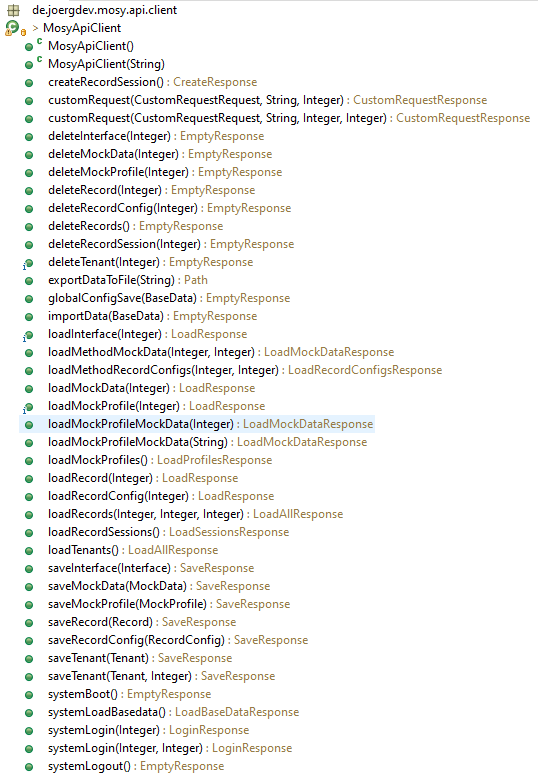 de.joergdev.mosy.api.client
> MosyApiClient
MosyApiClient()
MosyApiClient(String)
createRecordSession() : CreateResponse
customRequest(CustomRequestRequest, String, Integer) : CustomRequestResponse
customRequest(CustomRequestRequest, String, Integer, Integer) : CustomRequestResponse
deleteInterface(Integer) : EmptyResponse
deleteMockData(Integer) : EmptyResponse
deleteMockProfile(Integer) : EmptyResponse
deleteRecord(Integer) : EmptyResponse
deleteRecordConfig(Integer) : EmptyResponse
deleteRecords() : EmptyResponse
deleteRecordSession(Integer) : EmptyResponse
deleteTenant(Integer) : EmptyResponse
exportDataToFile(String) : Path
globalConfigSave(BaseData) : EmptyResponse
importData(BaseData) : EmptyResponse
loadInterface(Integer) : LoadResponse
loadMethodMockData(Integer, Integer) : LoadMockDataResponse
loadMethodRecordConfigs(Integer, Integer) : LoadRecordConfigsResponse
loadMockData(Integer) : LoadResponse
loadMockProfile(Integer) : LoadResponse
loadMockProfileMockData(Integer) : LoadMockDataResponse
loadMockProfileMockData(String) : LoadMockDataResponse
loadMockProfiles() : LoadProfilesResponse
loadRecord(Integer) : LoadResponse
loadRecordConfig(Integer) : LoadResponse
loadRecords(Integer, Integer, Integer) : LoadAllResponse
loadRecordSessions() : LoadSessionsResponse
loadTenants() : LoadAllResponse
saveInterface(Interface) : SaveResponse
saveMockData(MockData) : SaveResponse
saveMockProfile(MockProfile) : SaveResponse
saveRecord(Record) : SaveResponse
saveRecordConfig(RecordConfig) : SaveResponse
saveTenant(Tenant) : SaveResponse
saveTenant(Tenant, Integer) : SaveResponse
systemBoot() : EmptyResponse
systemLoadBasedata() : LoadBaseDataResponse
systemLogin(Integer) : LoginResponse
systemLogin(Integer, Integer) : LoginResponse
systemLogout() : EmptyResponse